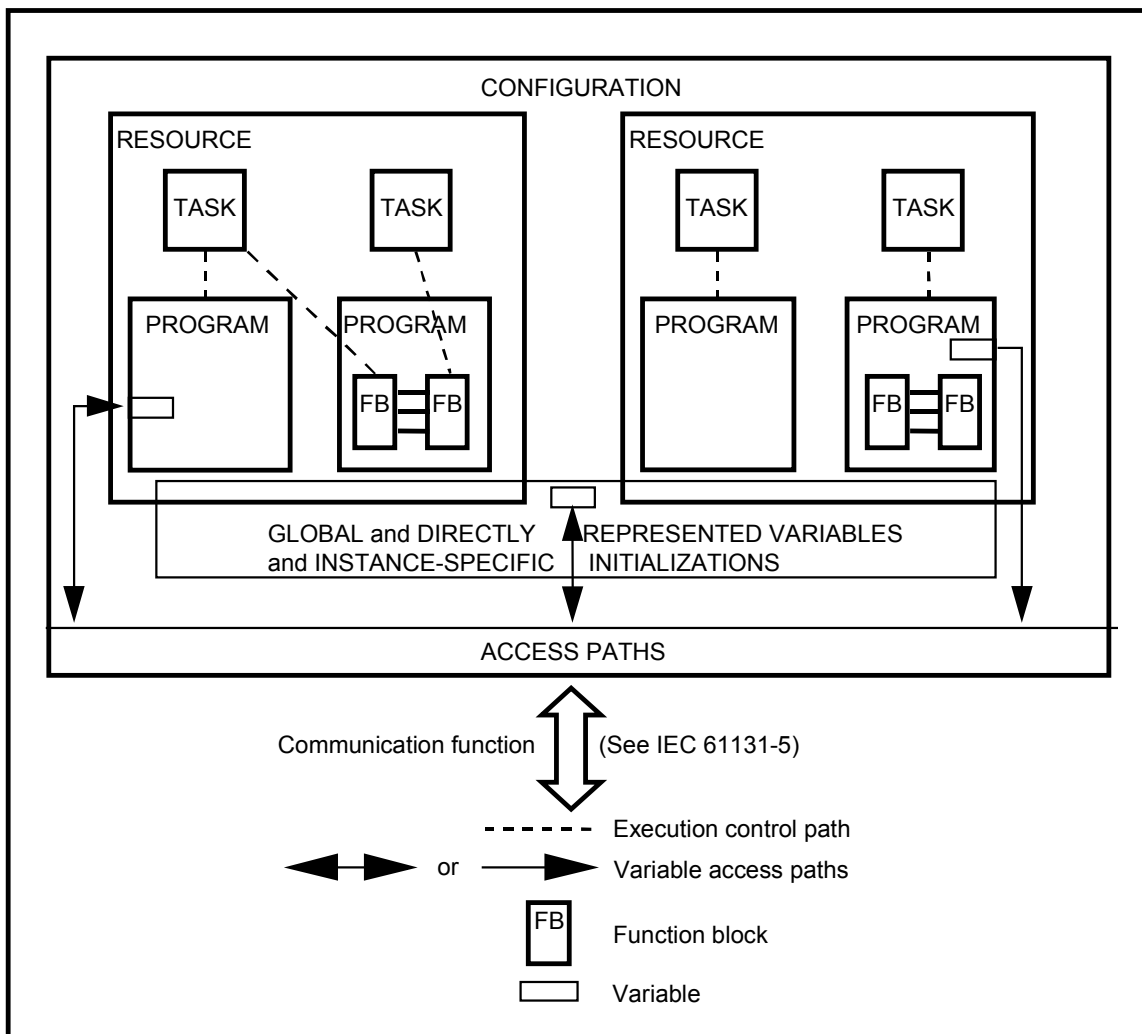 CONFIGURATION
RESOURCE
RESOURCE
TASK
TASK
TASK
TASK
PROGRAM
PROGRAM
PROGRAM
PROGRAM
FB
FB
FB
FB
GLOBAL and DIRECTLY REPRESENTED VARIABLES
and INSTANCE-SPECIFIC INITIALIZATIONS
ACCESS PATHS
Communication function (See IEC 61131-5)
Execution control path
or Variable access paths
FB Function block
Variable